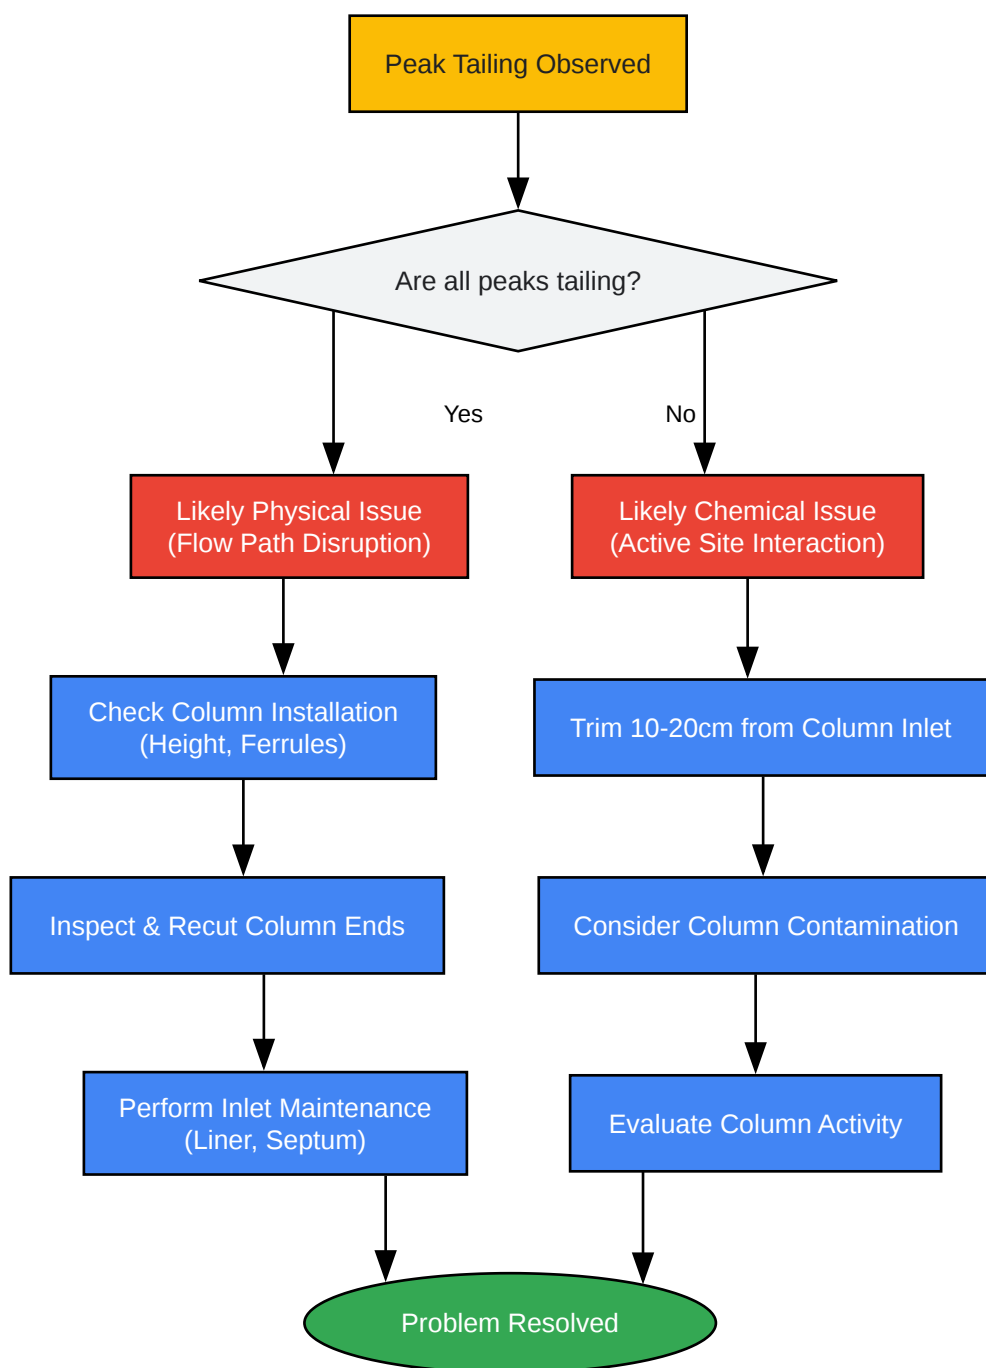 Peak Tailing Observed
Are all peaks tailing?
Yes
No
Likely Physical Issue
(Flow Path Disruption)
Likely Chemical Issue
(Active Site Interaction)
Check Column Installation
(Height, Ferrules)
Trim 10-20cm from Column Inlet
Inspect & Recut Column Ends
Consider Column Contamination
Perform Inlet Maintenance
(Liner, Septum)
Evaluate Column Activity
Problem Resolved